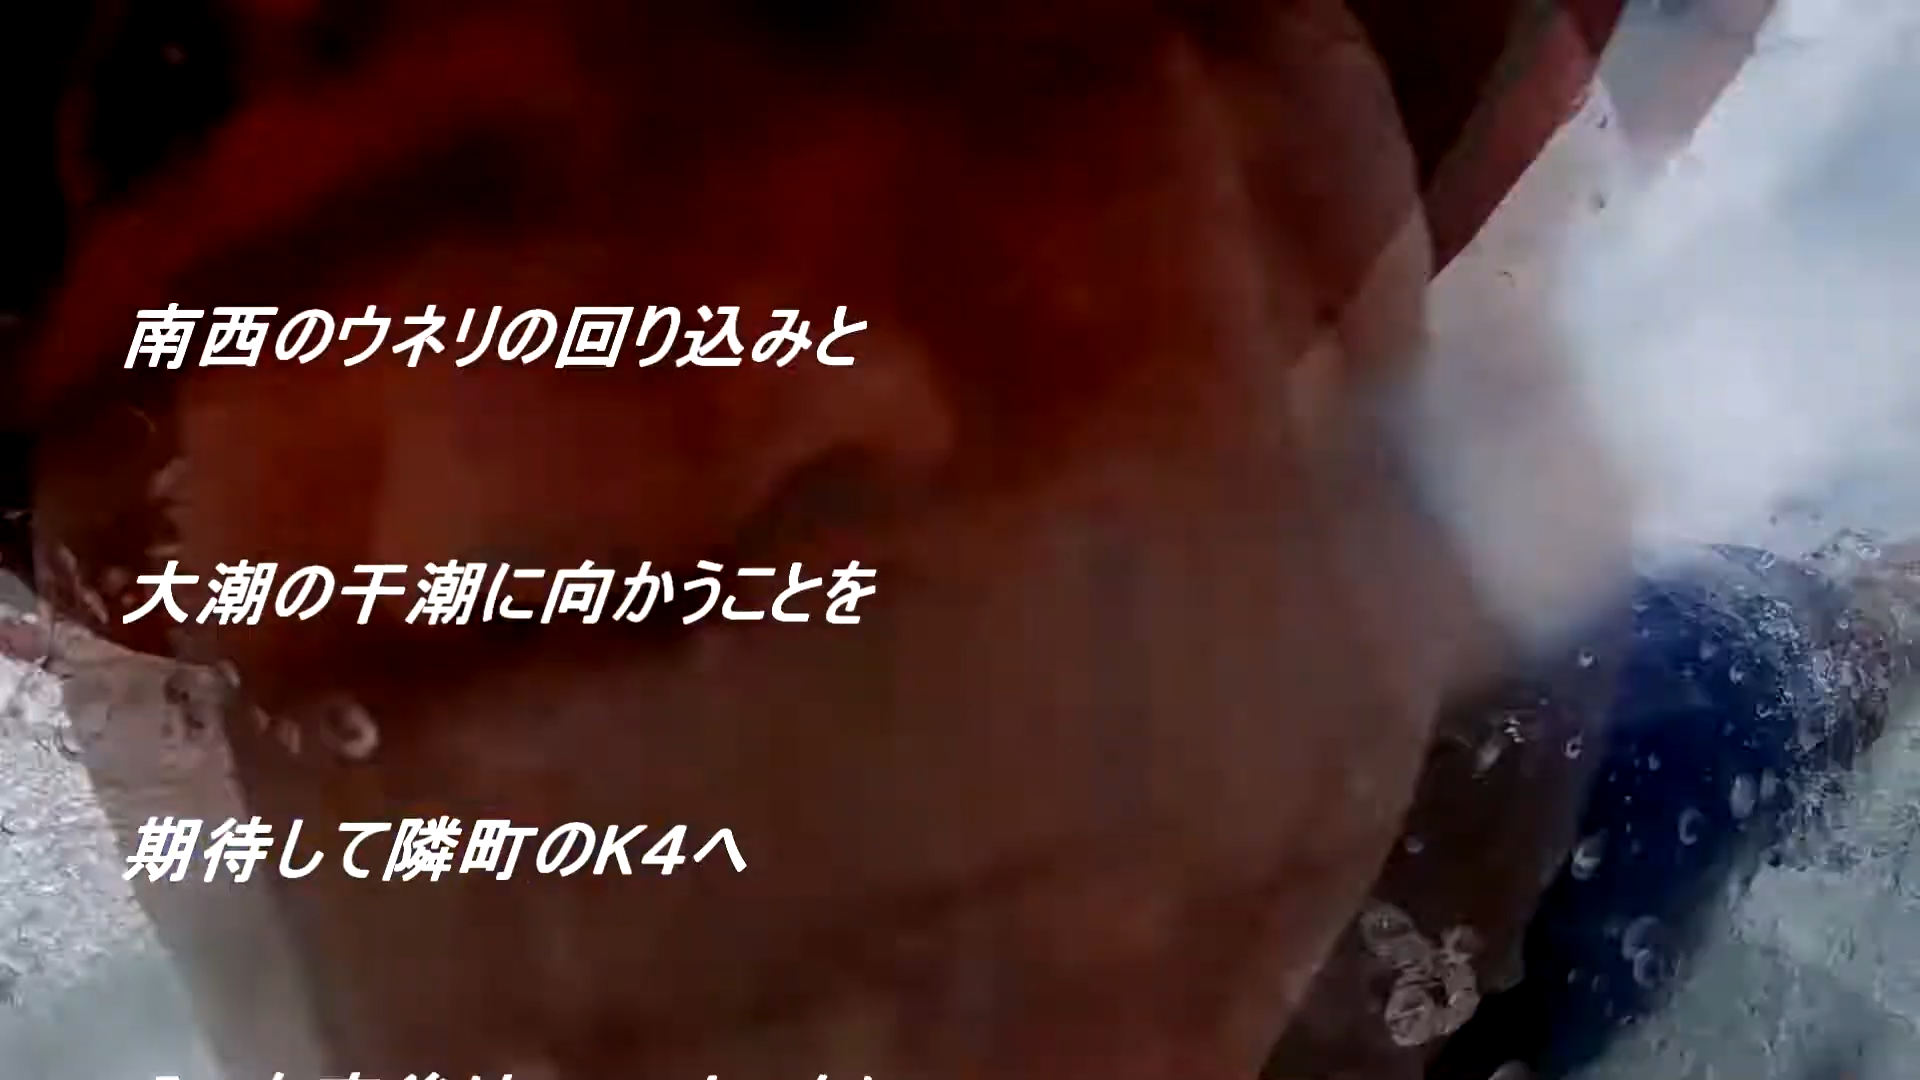 南西のウネリの回り込みと
大潮の干潮に向かうことを
期待して隣町のK4へ